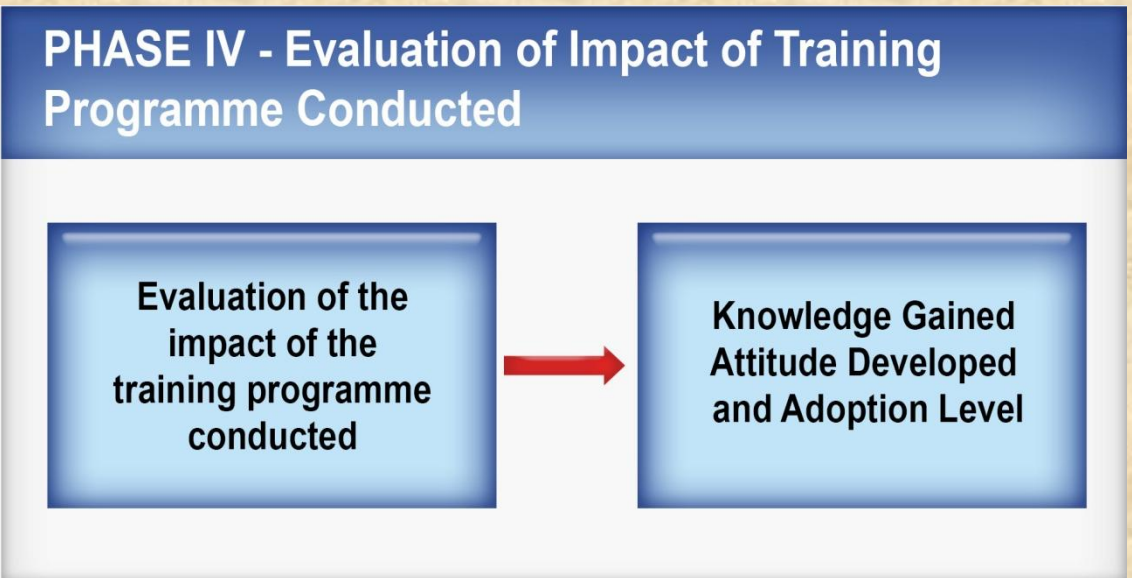 PHASE IV - Evaluation of Impact of Training
Programme Conducted
Evaluation of the
impact of the
training programme
conducted
Knowledge Gained
Attitude Developed
and Adoption Level